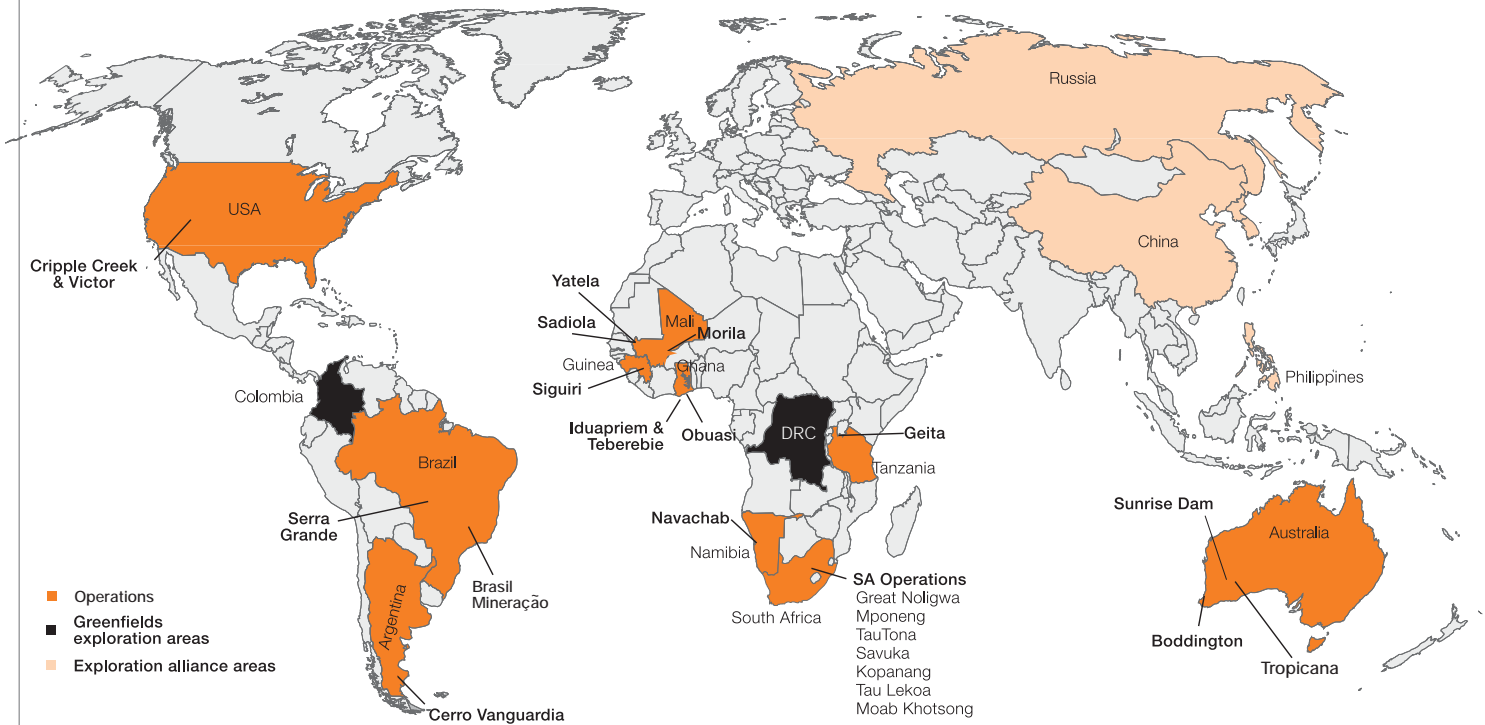 Russia
USA
China
Cripple Creek
& Victor
Yatela
Sadiola
Mali
Morila
Guinea
Ghana
Siguiri
Colombia
Philippines
Iduapriem &
Teberebie
Obuasi
DRC
Geita
Tanzania
Brazil
Serra
Grande
Navachab
Namibia
Sunrise Dam
Australia
Brasil
Mineração
Argentina
South Africa
SA Operations
Great Noligwa
Mponeng
TauTona
Savuka
Kopanang
Tau Lekoa
Moab Khotsong
Boddington
Tropicana
Cerro Vanguardia
Operations
Greenfields
exploration areas
Exploration alliance areas